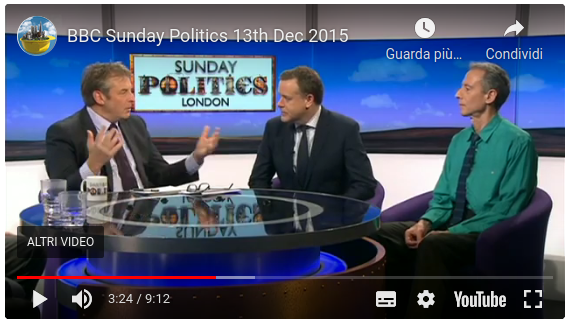 BBC Sunday Politics 13th Dec 2015
Guarda più...
Condividi
SUNDAY
POLITICS
LONDON
SUNDAY
ALTRI VIDEO
3:24 / 9:12
YouTube